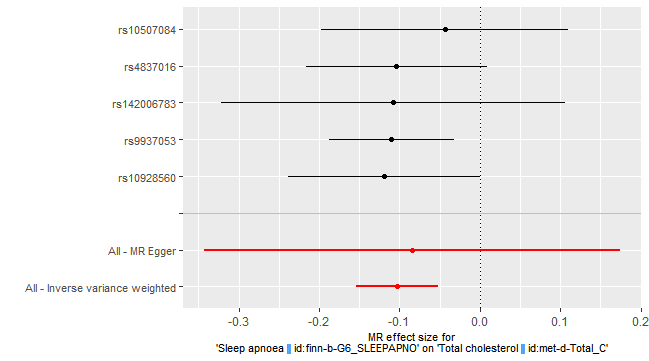 rs10507084
rs4837016
rs142006783
rs9937053
rs10928560
All - MR Egger
All - Inverse variance weighted
-0.3 -0.2 -0.1 0.0 0.1 0.2
MR effect size for
'Sleep apnoea || id:finn-b-G6_SLEEPAPNO' on 'Total cholesterol || id:met-d-Total_C'